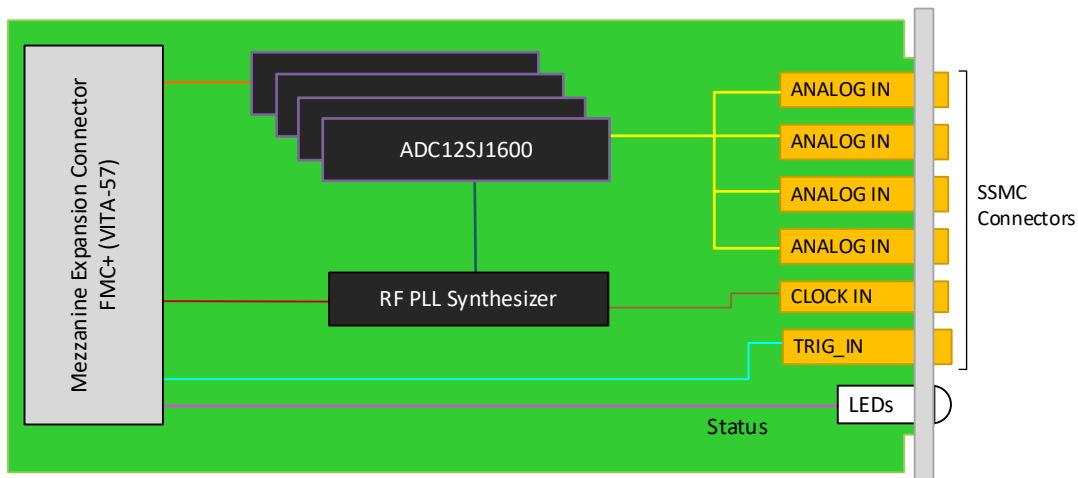 Mezzanine Expansion Connector
FMC+ (VITA-57)
ADC12SJ1600
RF PLL Synthesizer
ANALOG IN
ANALOG IN
ANALOG IN
ANALOG IN
CLOCK IN
TRIG_IN
LEDs
Status
SSMC
Connectors